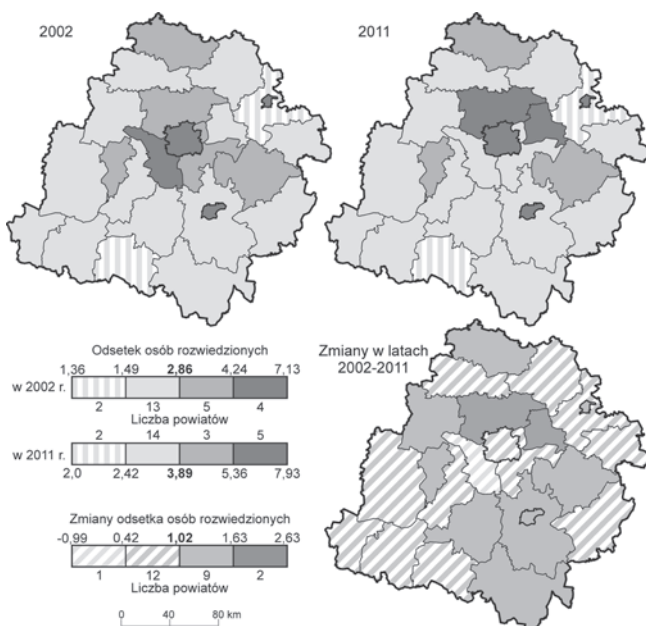 2002
2011
Odsetek osób rozwiedzionych
1,36 1,49 2,86 4,24 7,13
w 2002 r.
2 13 5 4
Liczba powiatów
2 14 3 5
w 2011 r.
2,0 2,42 3,89 5,36 7,93
Zmiany odsetka osób rozwiedzionych
-0,99 0,42 1,02 1,63 2,63
1 12 9 2
Liczba powiatów
0 40 80 km
Zmiany w latach
2002-2011